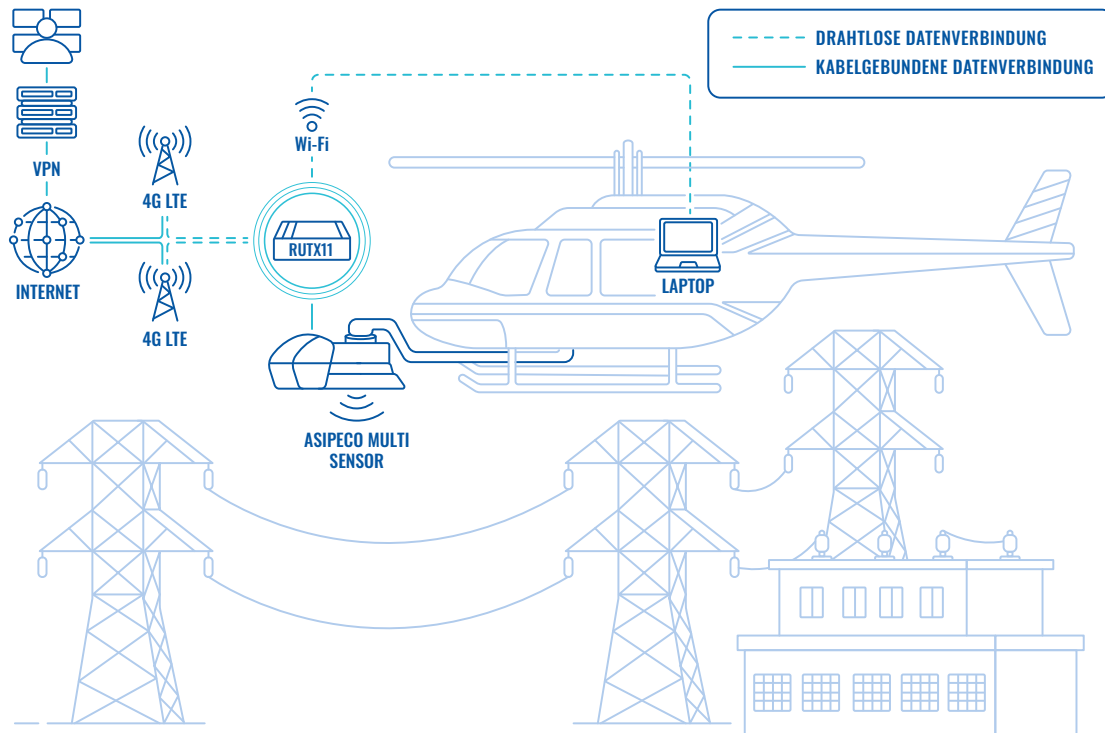 DRAHTLOSE DATENVERBINDUNG
KABELGEBUNDENE DATENVERBINDUNG
Wi-Fi
VPN
4G LTE
RUTX11
INTERNET
LAPTOP
4G LTE
ASIPECO MULTI
SENSOR